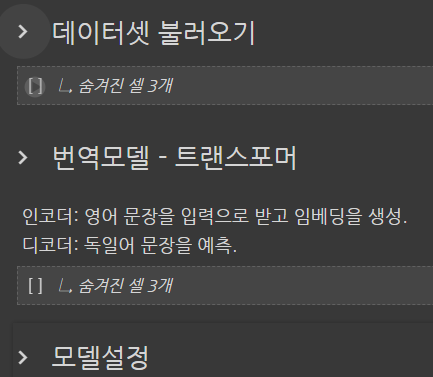 데이터셋 불러오기
[ ] ↳ 숨겨진 셀 3개
번역모델 - 트랜스포머
인코더: 영어 문장을 입력으로 받고 임베딩을 생성.
디코더: 독일어 문장을 예측.
[ ] ↳ 숨겨진 셀 3개
모델설정